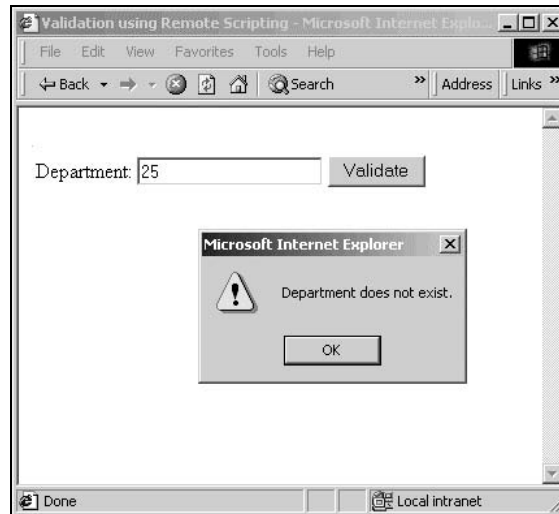 Validation using Remote Scripting - Microsoft Internet Explo...
File Edit View Favorites Tools Help
Back Search » Address Links »
Department: 25 Validate
Microsoft Internet Explorer
Department does not exist.
OK
Done Local intranet